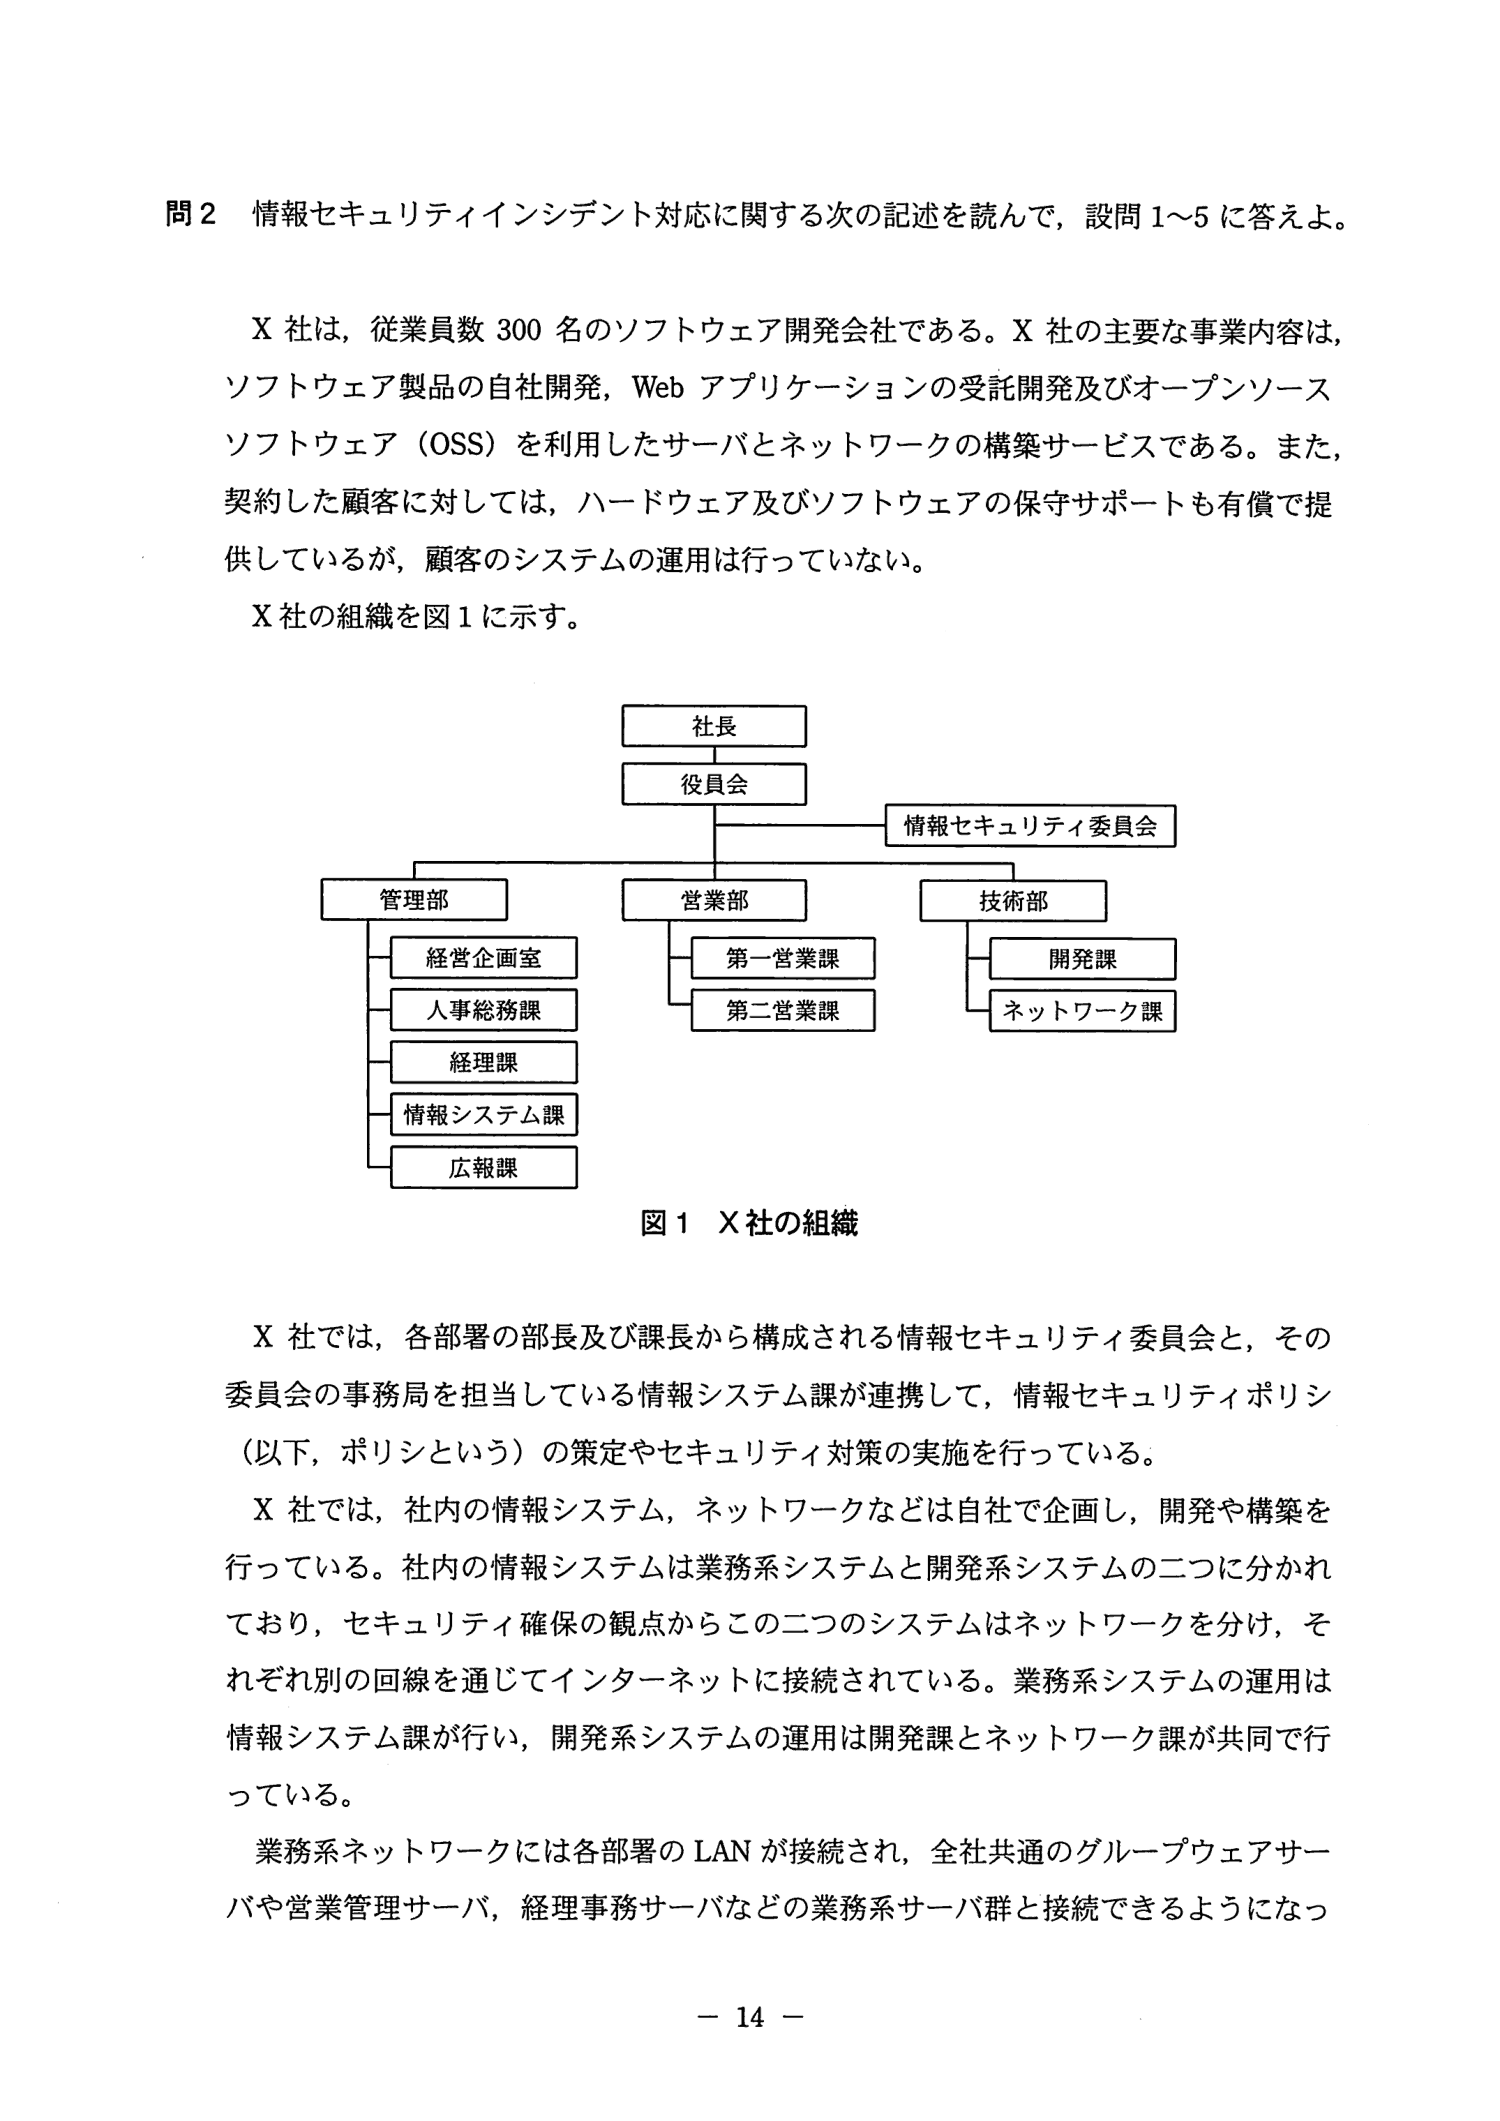 問2 情報セキュリティインシデント対応に関する次の記述を読んで，設問 1～5 に答えよ。
X 社は，従業員数 300 名のソフトウェア開発会社である。X 社の主要な事業内容は，
ソフトウェア製品の自社開発，Web アプリケーションの受託開発及びオープンソース
ソフトウェア（OSS）を利用したサーバとネットワークの構築サービスである。また，
契約した顧客に対しては，ハードウェア及びソフトウェアの保守サポートも有償で提
供しているが，顧客のシステムの運用は行っていない。
X 社の組織を図 1 に示す。
社長
役員会
情報セキュリティ委員会
管理部
営業部
技術部
経営企画室
第一営業課
開発課
人事総務課
第二営業課
ネットワーク課
経理課
情報システム課
広報課
図 1 X 社の組織
X 社では，各部署の部長及び課長から構成される情報セキュリティ委員会と，その
委員会の事務局を担当している情報システム課が連携して，情報セキュリティポリシ
（以下，ポリシという）の策定やセキュリティ対策の実施を行っている。
X 社では，社内の情報システム，ネットワークなどは自社で企画し，開発や構築を
行っている。社内の情報システムは業務系システムと開発系システムの二つに分かれ
ており，セキュリティ確保の観点からこの二つのシステムはネットワークを分け，そ
れぞれ別の回線を通じてインターネットに接続されている。業務系システムの運用は
情報システム課が行い，開発系システムの運用は開発課とネットワーク課が共同で行
っている。
業務系ネットワークには各部署の LAN が接続され，全社共通のグループウェアサー
バや営業管理サーバ，経理事務サーバなどの業務系サーバ群と接続できるようになっ
－ 14 －